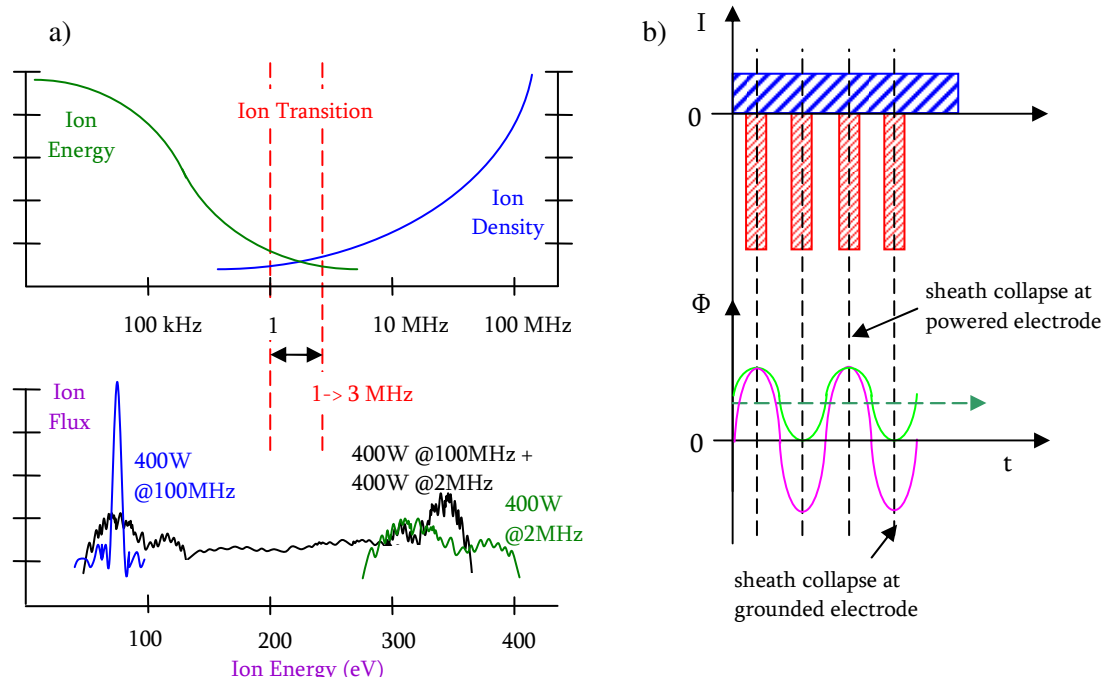 a)
Ion
Energy
Ion Transition
Ion
Density
100 kHz
1
10 MHz
100 MHz
1-> 3 MHz
Ion
Flux
400W
@100MHz
400W @100MHz +
400W @2MHz
400W
@2MHz
100
200
300
400
Ion Energy (eV)
b)
I
0
sheath collapse at
powered electrode
Φ
0
t
sheath collapse at
grounded electrode